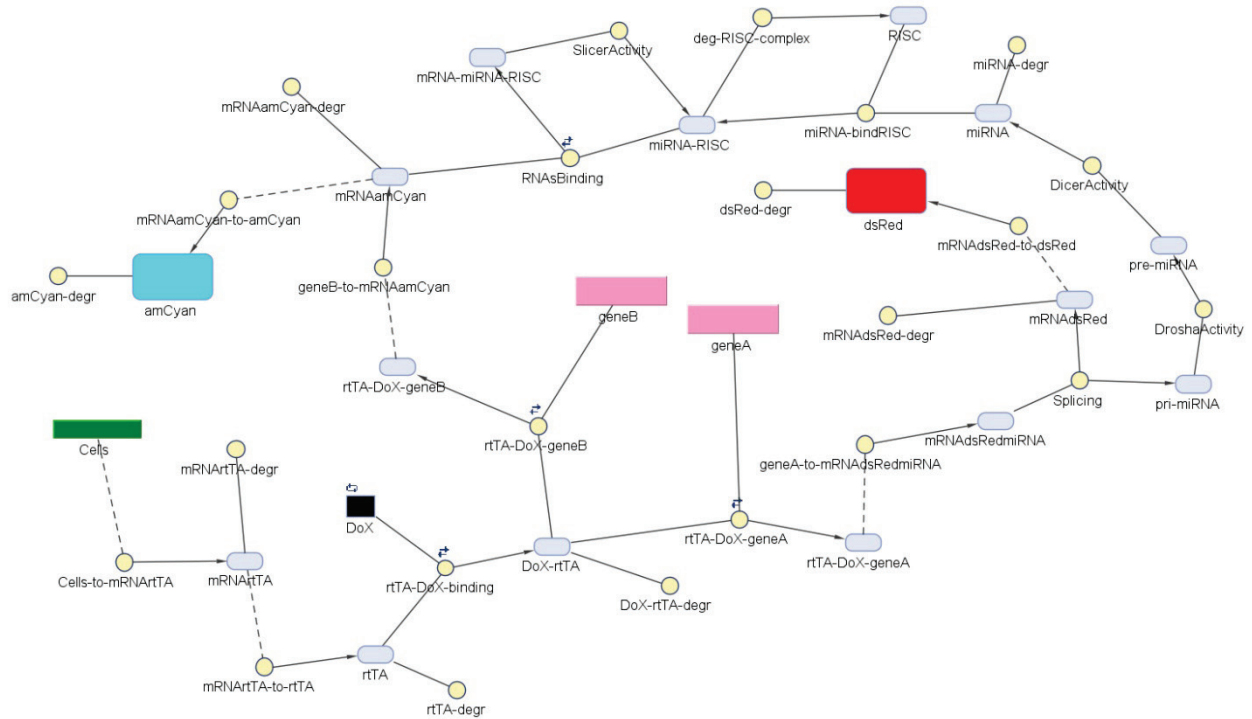 SlicerActivity
deg-RISC-complex
RISC
mRNA-miRNA-RISC
miRNA-degr
mRNAamCyan-degr
miRNA-RISC
miRNA-bindRISC
miRNA
RNAsBinding
mRNAamCyan
DicerActivity
dsRed-degr
dsRed
mRNAamCyan-to-amCyan
mRNAdsRed-to-dsRed
pre-miRNA
amCyan-degr
amCyan
geneB-to-mRNAamCyan
geneB
geneA
mRNAdsRed-degr
mRNAdsRed
DroshaActivity
rtTA-DoX-geneB
Splicing
pri-miRNA
Cells
mRNArtTA-degr
rtTA-DoX-geneB
mRNAdsRedmiRNA
geneA-to-mRNAdsRedmiRNA
DoX
rtTA-DoX-geneA
Cells-to-mRNArtTA
mRNArtTA
rtTA-DoX-binding
DoX-rtTA
rtTA-DoX-geneA
DoX-rtTA-degr
mRNArtTA-to-rtTA
rtTA
rtTA-degr